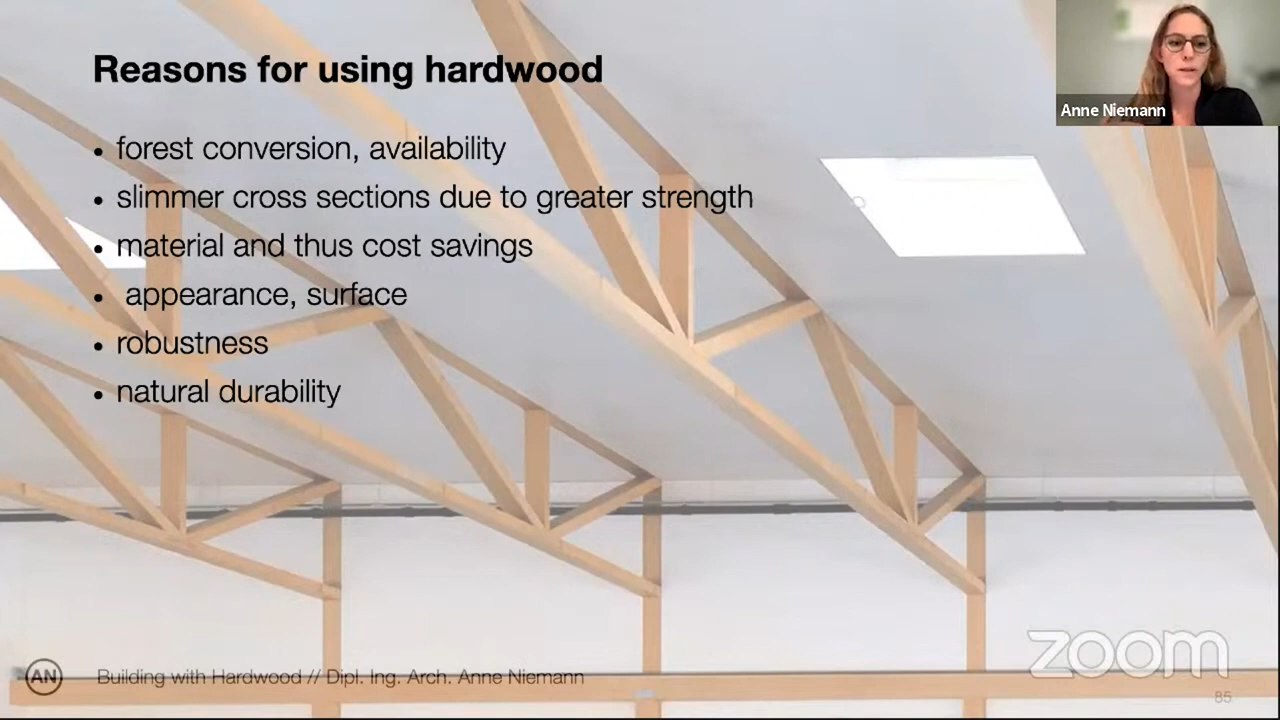 Reasons for using hardwood
• forest conversion, availability
• slimmer cross sections due to greater strength
• material and thus cost savings
• appearance, surface
• robustness
• natural durability
Anne Niemann
AN
Building with Hardwood // Dipl. Ing. Arch. Anne Niemann
zoom
85